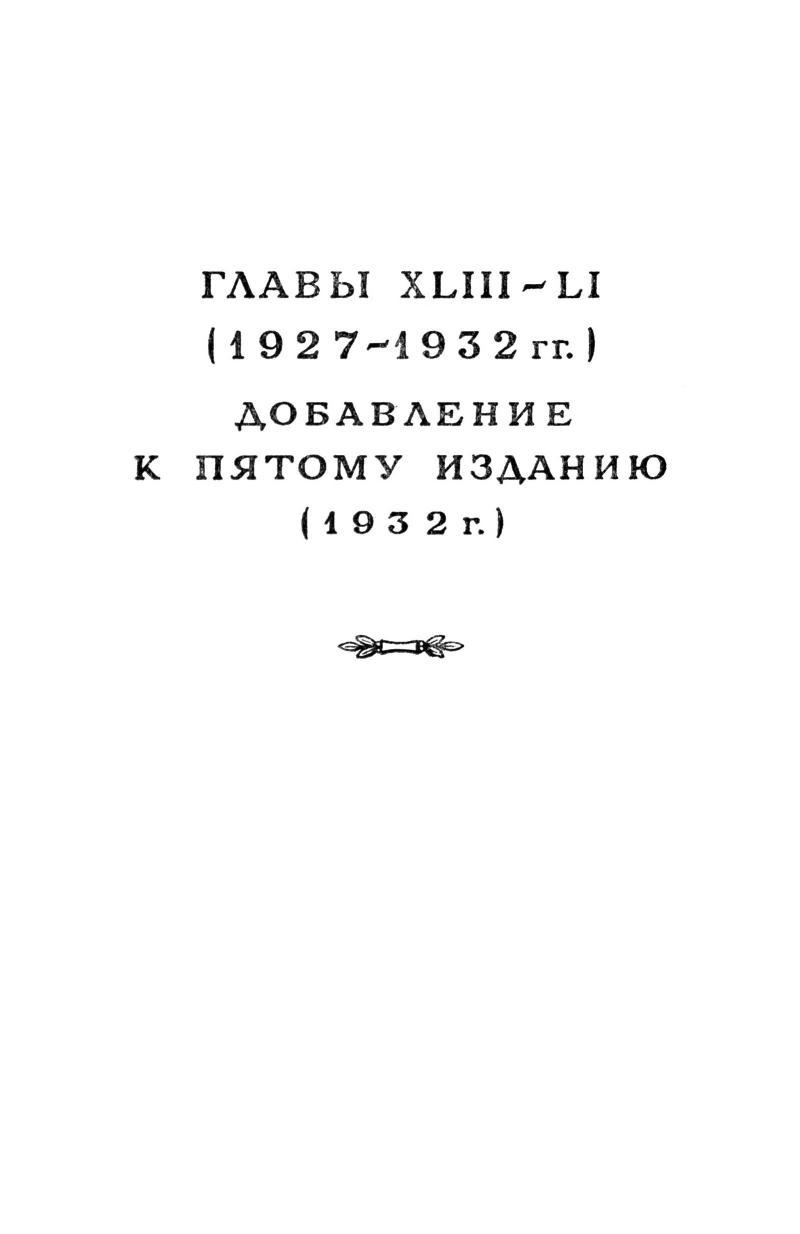 ГЛАВЫ XLIII–LI
(1927–1932 гг.)
ДОБАВЛЕНИЕ
К ПЯТОМУ ИЗДАНИЮ
(1932 г.)